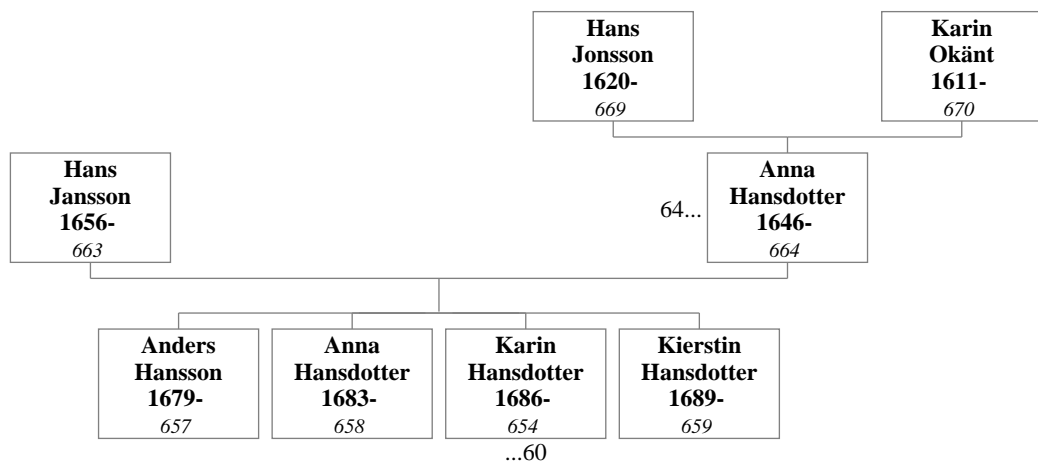 Hans
Jonsson
1620-
669
Karin
Okänt
1611-
670
Hans
Jansson
1656-
663
64...
Anna
Hansdotter
1646-
664
Anders
Hansson
1679-
657
Anna
Hansdotter
1683-
658
Karin
Hansdotter
1686-
654
Kierstin
Hansdotter
1689-
659
...60